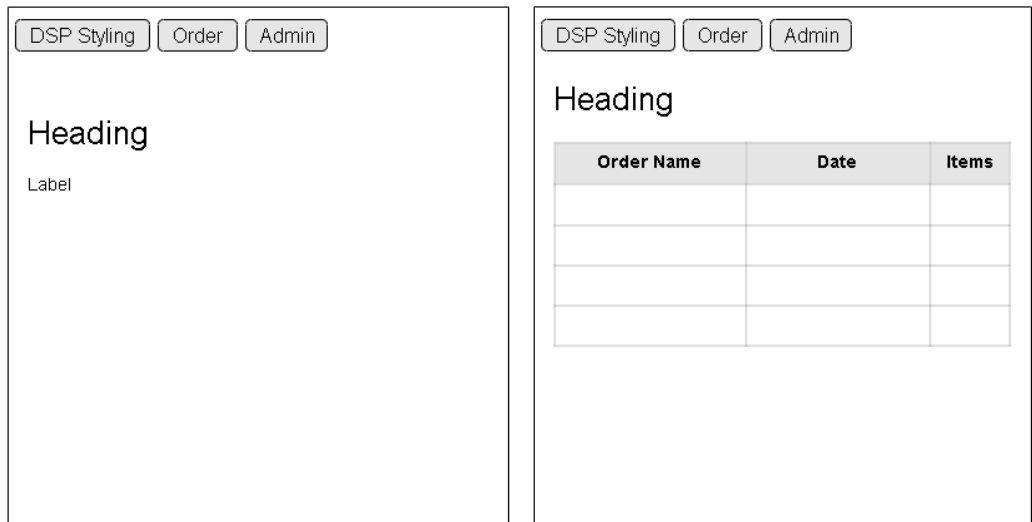 DSP Styling Order Admin
Heading
Label
DSP Styling Order Admin
Heading
Order Name Date Items